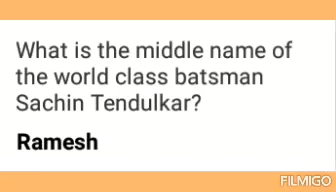 What is the middle name of
the world class batsman
Sachin Tendulkar?
Ramesh
FILMIGO